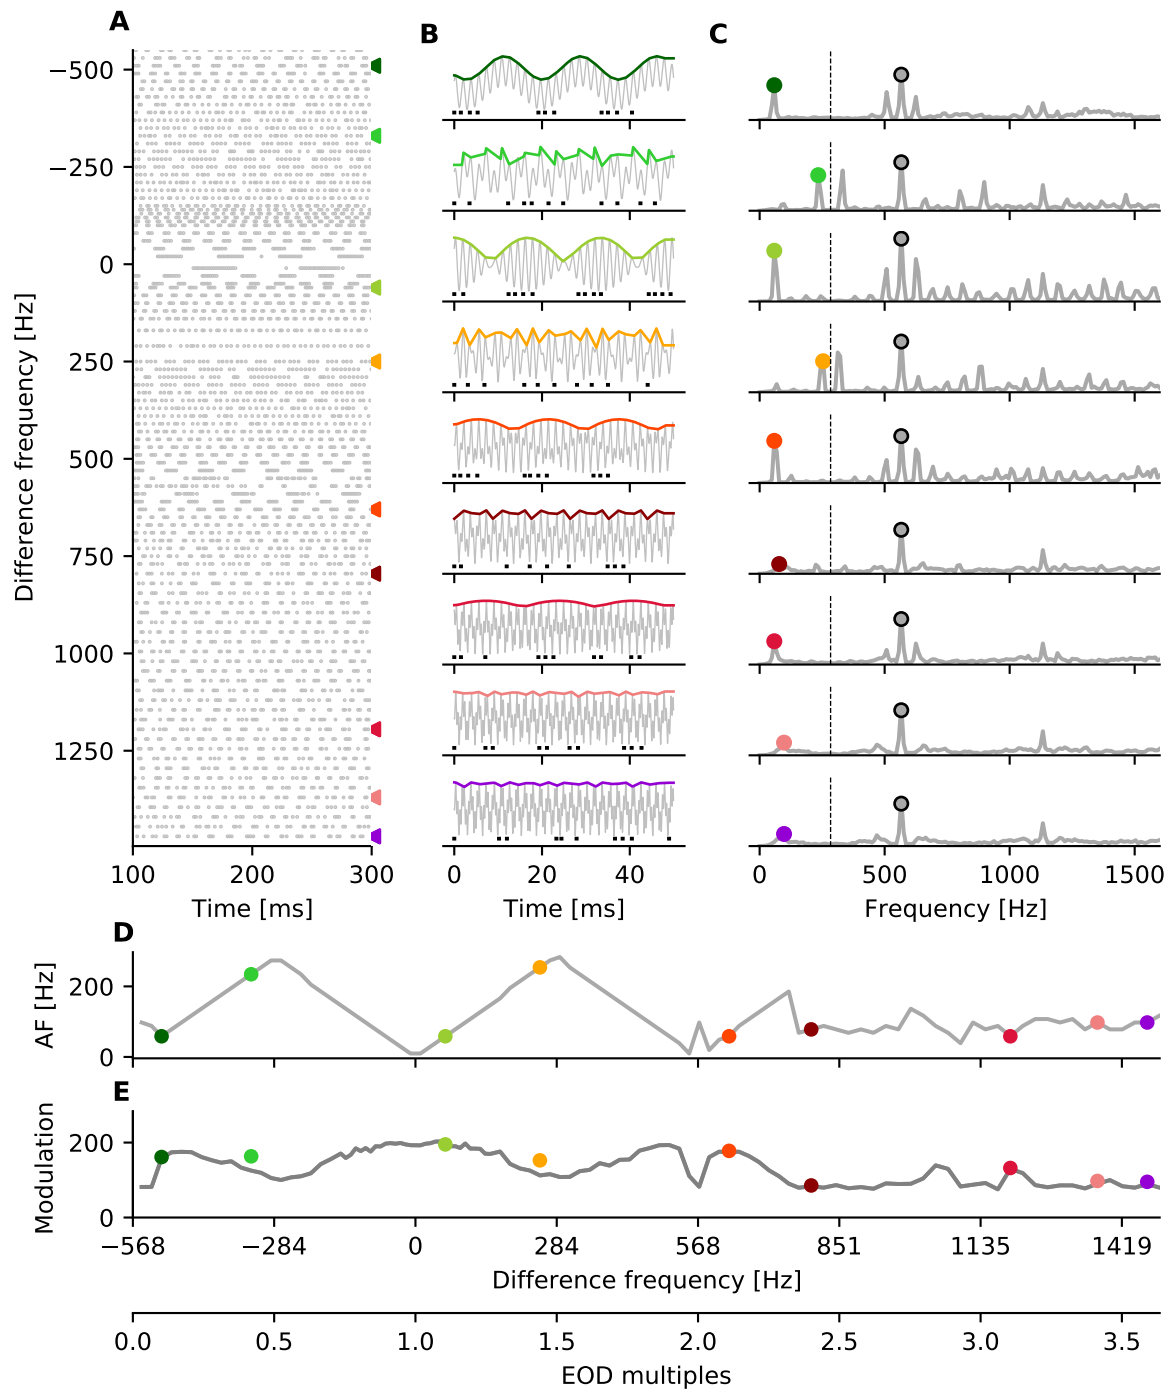 A
B
C
−500
−250
0
250
500
750
1000
1250
Difference frequency [Hz]
100
200
300
0
20
40
0
500
1000
1500
Time [ms]
Time [ms]
Frequency [Hz]
D
200
0
AF [Hz]
E
200
0
Modulation
−568
−284
0
284
568
851
1135
1419
Difference frequency [Hz]
0.0
0.5
1.0
1.5
2.0
2.5
3.0
3.5
EOD multiples